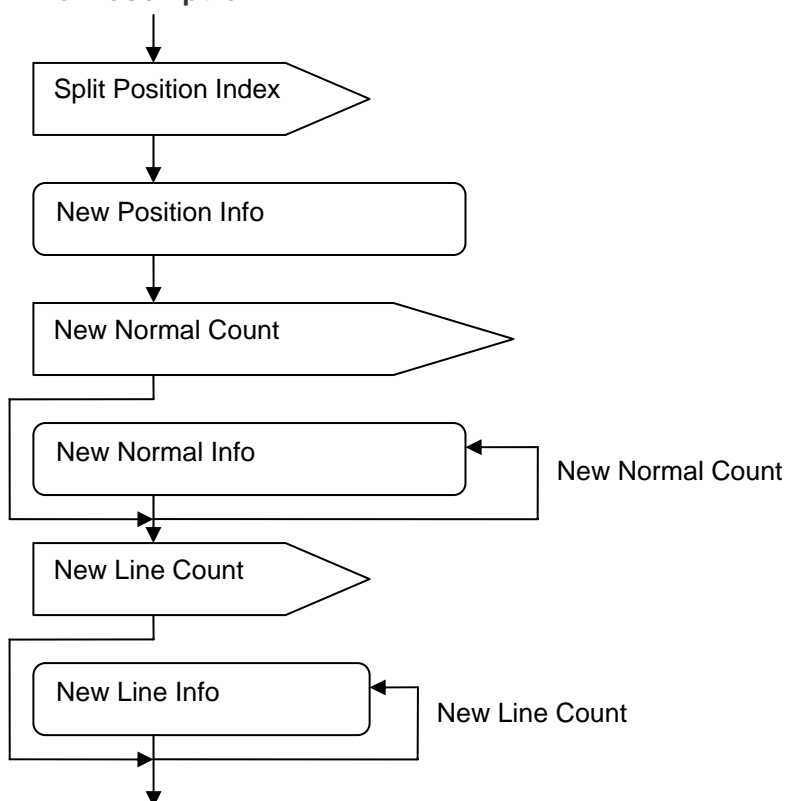 Split Position Index
New Position Info
New Normal Count
New Normal Info
New Normal Count
New Line Count
New Line Info
New Line Count